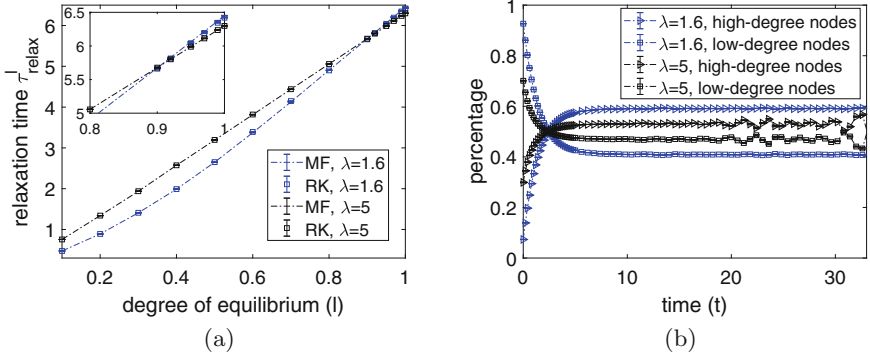 relaxation time τ^l_relax
6
5
4
3
2
1
0.2 0.4 0.6 0.8 1
degree of equilibrium (l)
6.5
6
5.5
5
0.8 0.9 1
MF, λ=1.6
RK, λ=1.6
MF, λ=5
RK, λ=5
(a)
percentage
1
0.8
0.6
0.4
0.2
0
0 10 20 30
time (t)
λ=1.6, high-degree nodes
λ=1.6, low-degree nodes
λ=5, high-degree nodes
λ=5, low-degree nodes
(b)